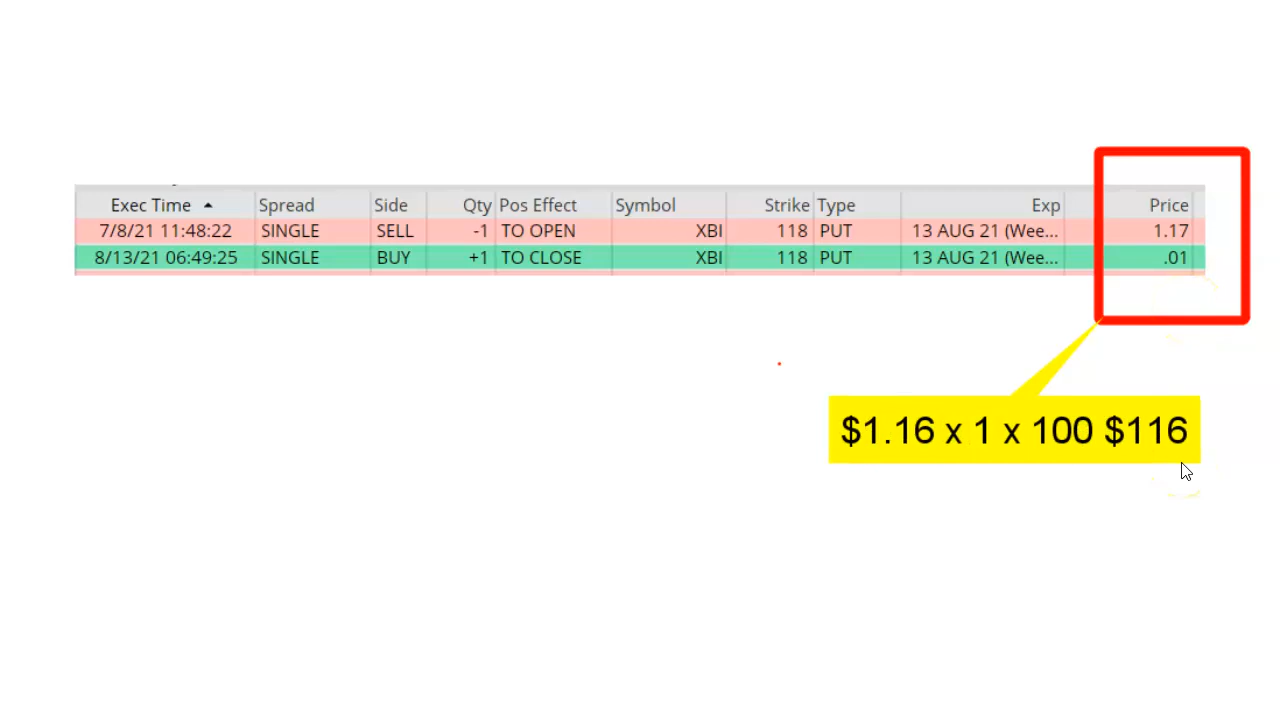 Exec Time Spread Side Qty Pos Effect Symbol Strike Type Exp Price
7/8/21 11:48:22 SINGLE SELL -1 TO OPEN XBI 118 PUT 13 AUG 21 (Wee... 1.17
8/13/21 06:49:25 SINGLE BUY +1 TO CLOSE XBI 118 PUT 13 AUG 21 (Wee... .01
$1.16 x 1 x 100 $116